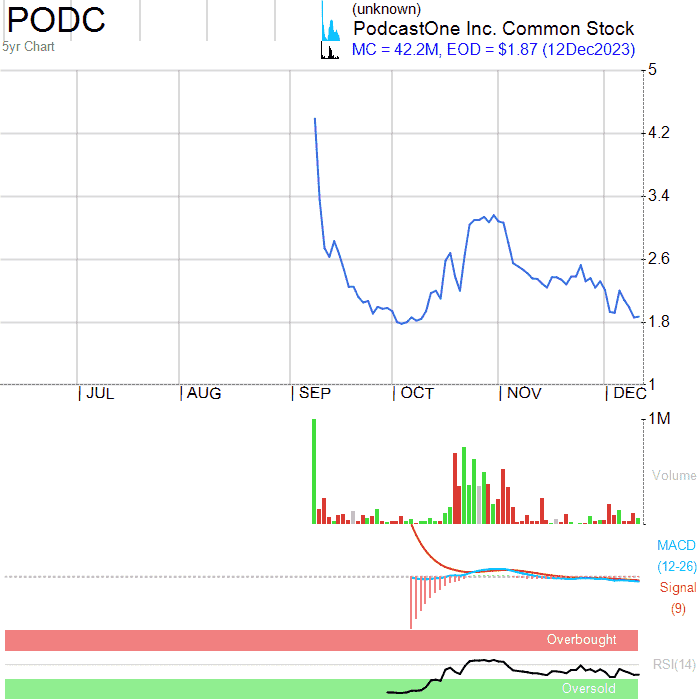 PODC
5yr Chart
(unknown)
PodcastOne Inc. Common Stock
MC = 42.2M, EOD = $1.87 (12Dec2023)
5
4.2
3.4
2.6
1.8
1
| JUL | AUG | SEP | OCT | NOV | DEC
1M
Volume
MACD
(12-26)
Signal
(9)
Overbought
RSI(14)
Oversold